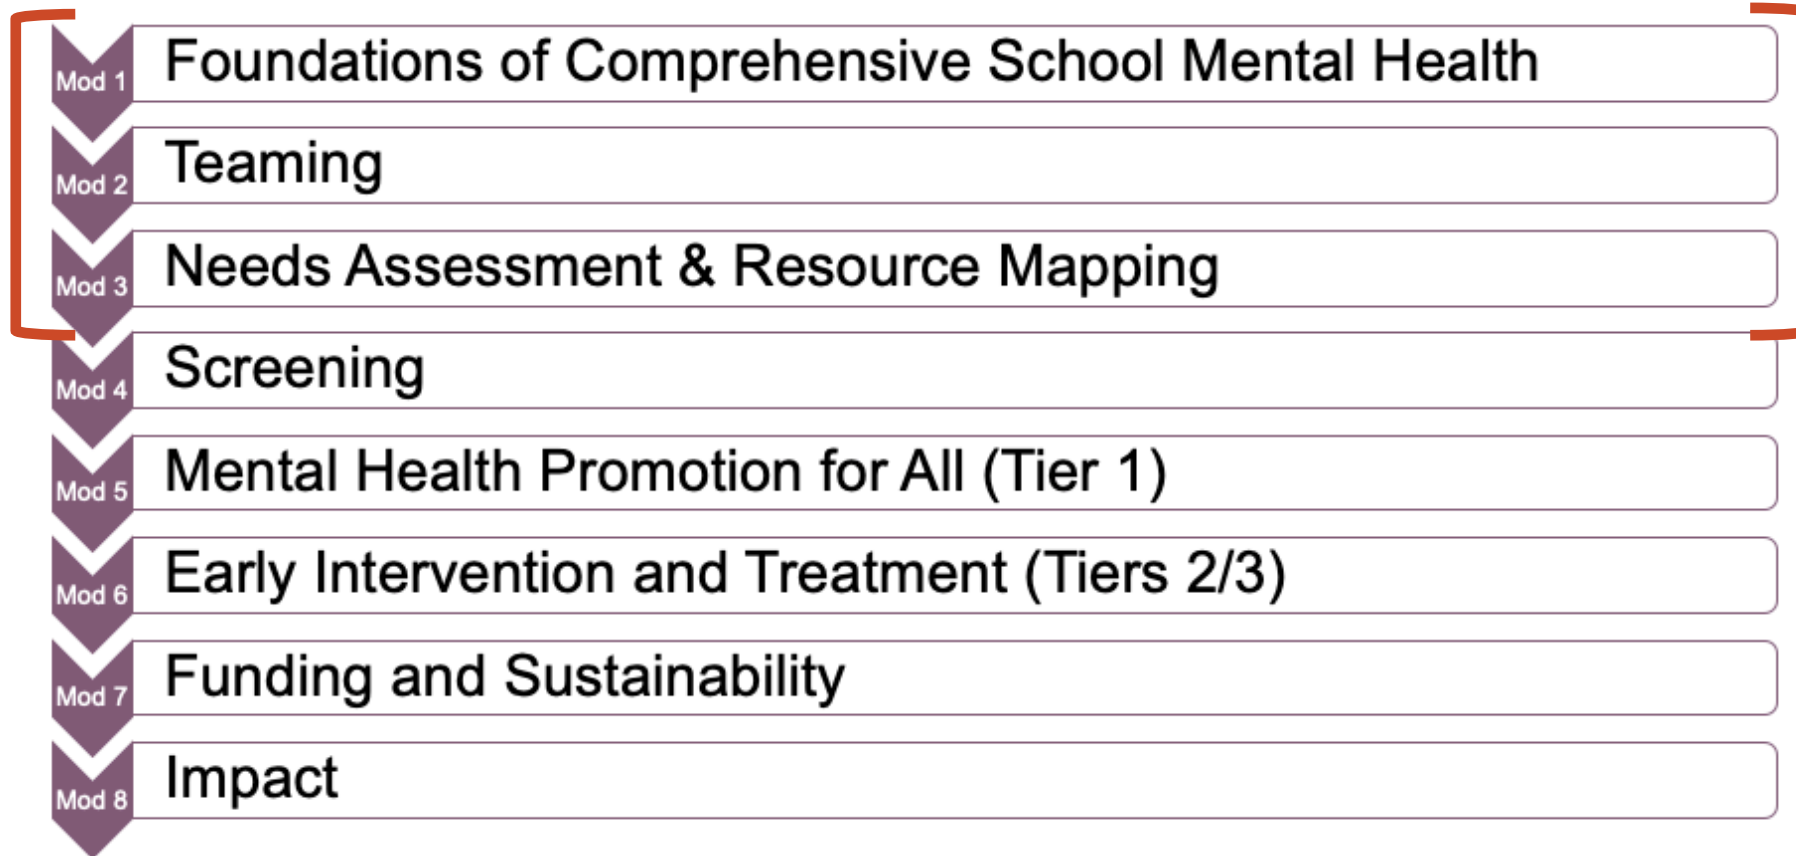 Mod 1 Foundations of Comprehensive School Mental Health
Mod 2 Teaming
Mod 3 Needs Assessment & Resource Mapping
Mod 4 Screening
Mod 5 Mental Health Promotion for All (Tier 1)
Mod 6 Early Intervention and Treatment (Tiers 2/3)
Mod 7 Funding and Sustainability
Mod 8 Impact